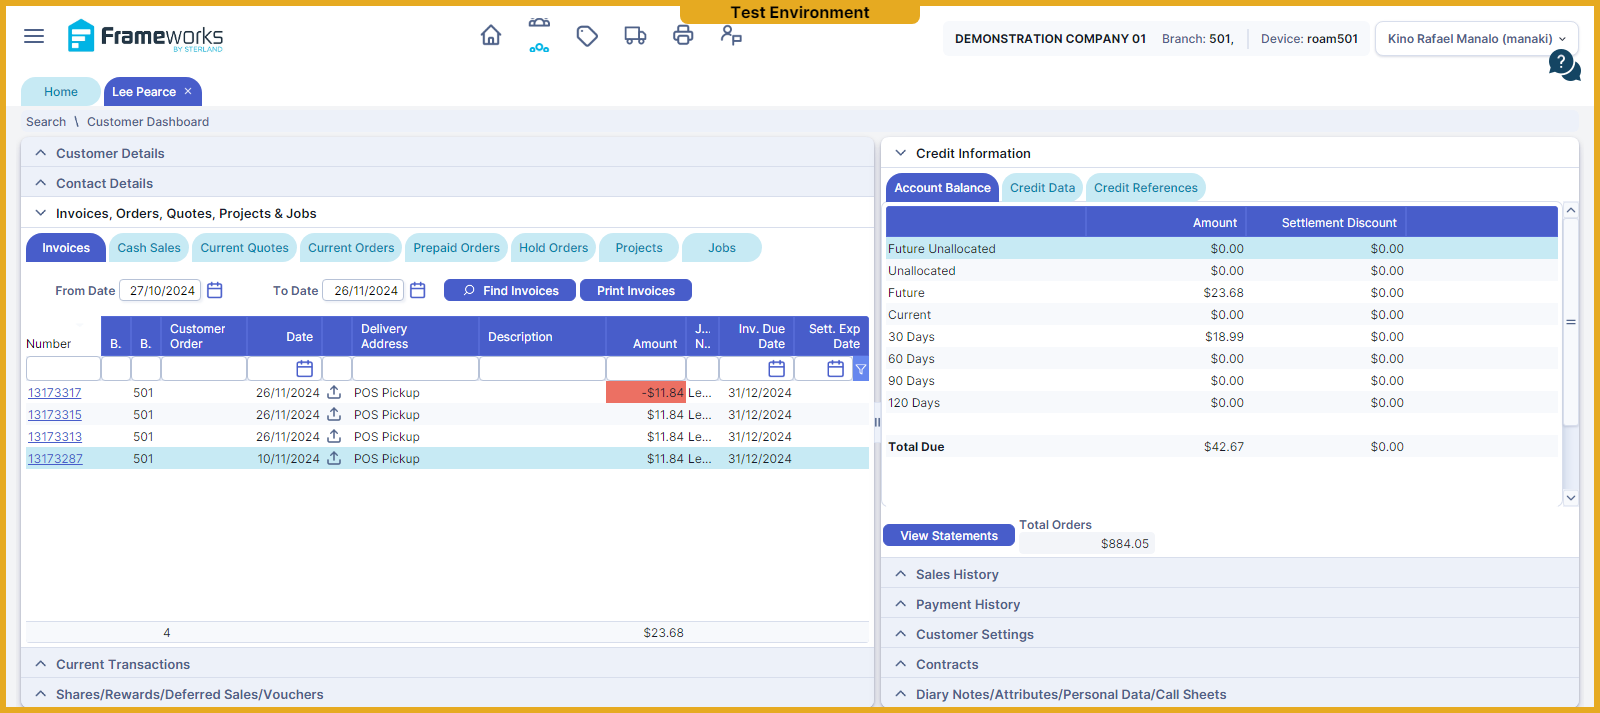 Test Environment
Frameworks
BY STERLAND
DEMONSTRATION COMPANY 01 Branch: 501, Device: roam501 Kino Rafael Manalo (manaki)
?
Home Lee Pearce ×
Search \ Customer Dashboard
Customer Details
Contact Details
Invoices, Orders, Quotes, Projects & Jobs
Invoices Cash Sales Current Quotes Current Orders Prepaid Orders Hold Orders Projects Jobs
From Date 27/10/2024 To Date 26/11/2024 Find Invoices Print Invoices
Number B. B. Customer Order Date Delivery Address Description Amount J... N.. Inv. Due Date Sett. Exp Date
13173317 501 26/11/2024 POS Pickup -$11.84 Le... 31/12/2024
13173315 501 26/11/2024 POS Pickup $11.84 Le... 31/12/2024
13173313 501 26/11/2024 POS Pickup $11.84 Le... 31/12/2024
13173287 501 10/11/2024 POS Pickup $11.84 Le... 31/12/2024
4 $23.68
Current Transactions
Shares/Rewards/Deferred Sales/Vouchers
Credit Information
Account Balance Credit Data Credit References
Amount Settlement Discount
Future Unallocated $0.00 $0.00
Unallocated $0.00 $0.00
Future $23.68 $0.00
Current $0.00 $0.00
30 Days $18.99 $0.00
60 Days $0.00 $0.00
90 Days $0.00 $0.00
120 Days $0.00 $0.00
Total Due $42.67 $0.00
View Statements Total Orders
$884.05
Sales History
Payment History
Customer Settings
Contracts
Diary Notes/Attributes/Personal Data/Call Sheets